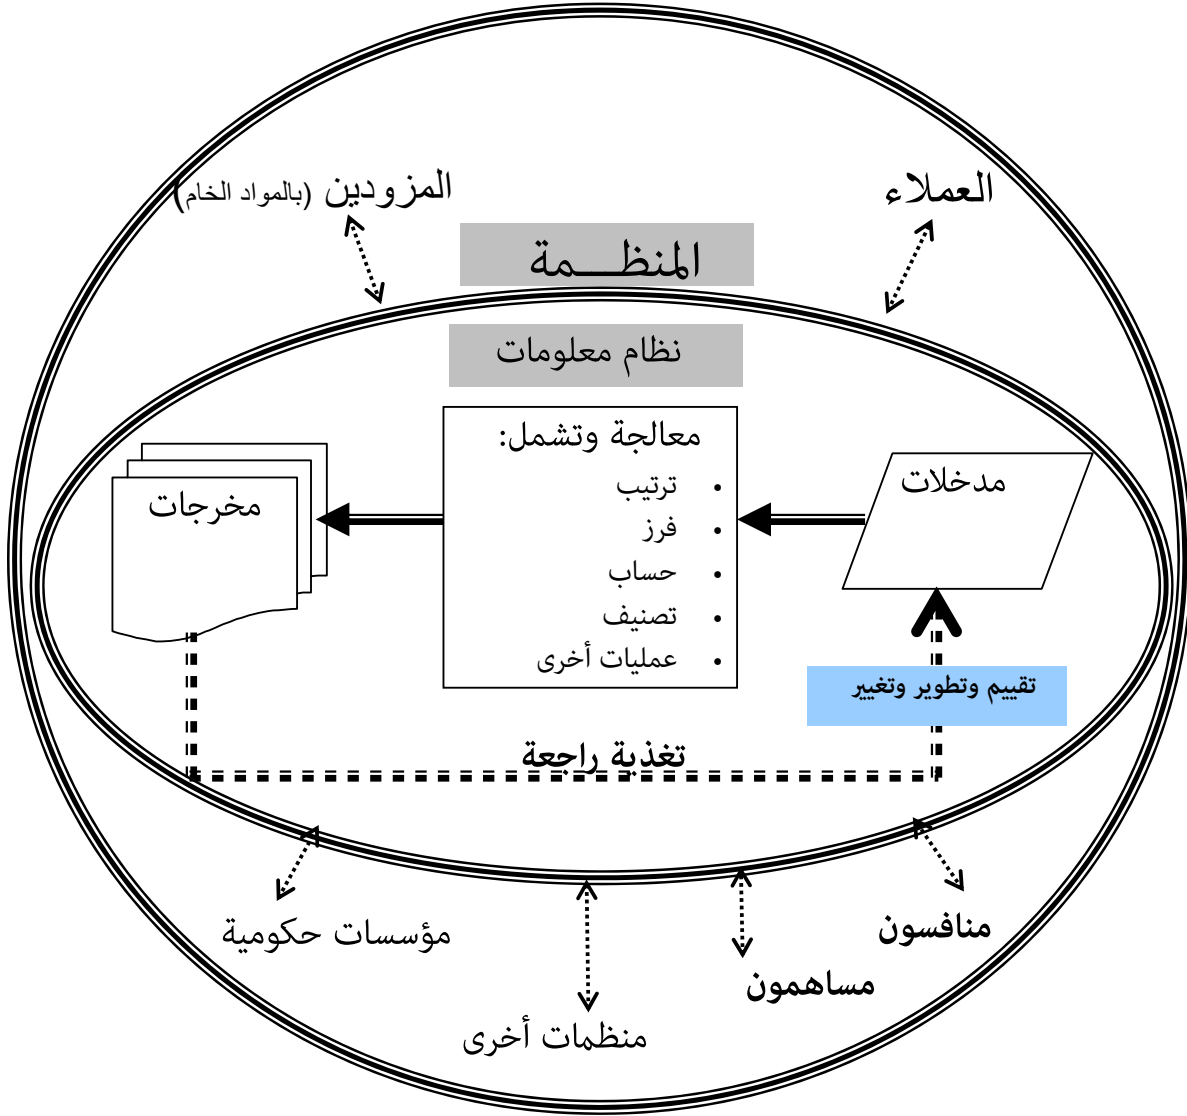 العملاء
المزودين (بالمواد الخام)
المنظـــمة
نظام معلومات
معالجة وتشمل:
• ترتيب
• فرز
• حساب
• تصنيف
• عمليات أخرى
مدخلات
مخرجات
تقييم وتطوير وتغيير
تغذية راجعة
منافسون
مساهمون
منظمات أخرى
مؤسسات حكومية